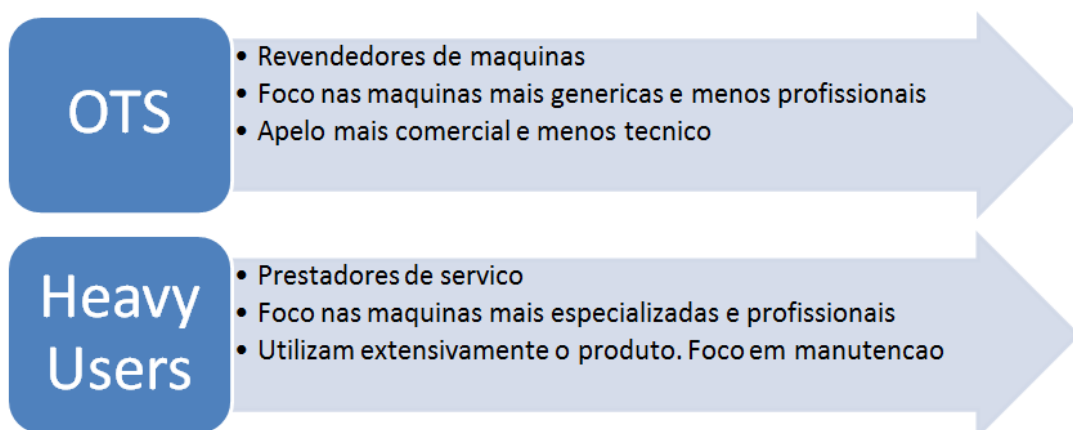 OTS
• Revendedores de maquinas
• Foco nas maquinas mais genericas e menos profissionais
• Apelo mais comercial e menos tecnico
Heavy
Users
• Prestadores de servico
• Foco nas maquinas mais especializadas e profissionais
• Utilizam extensivamente o produto. Foco em manutencao